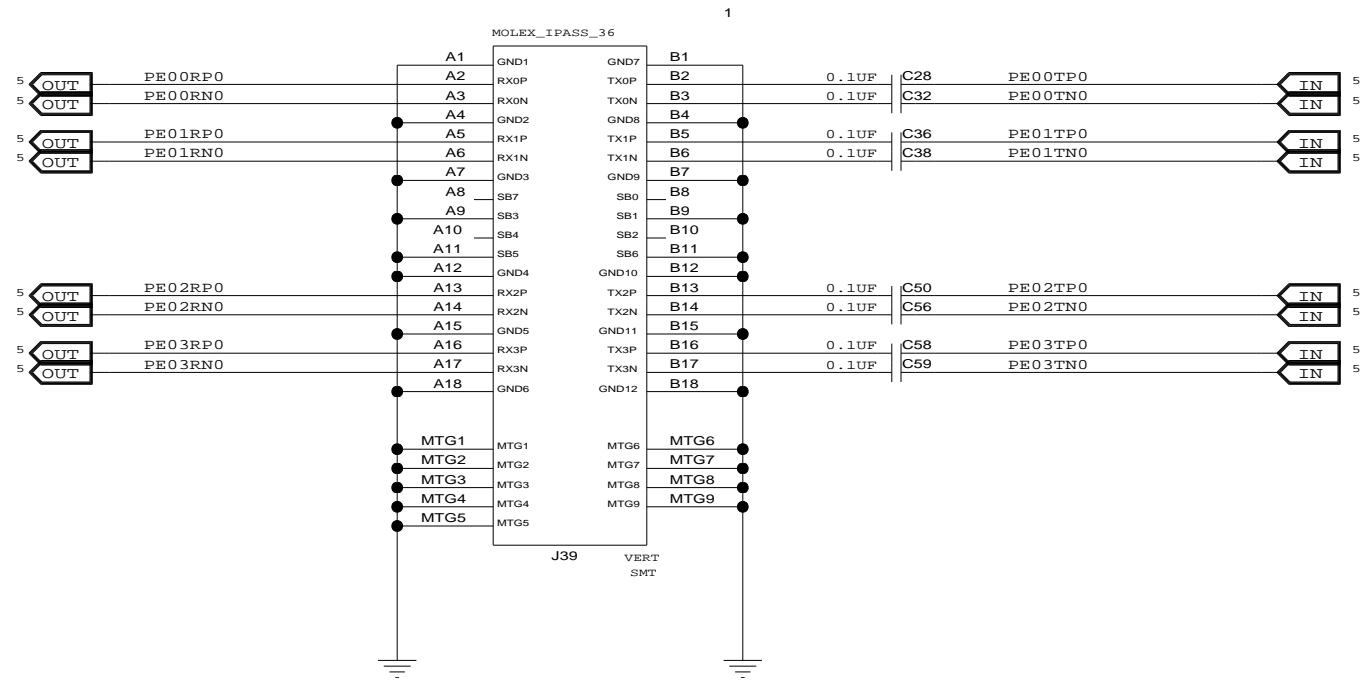 1
MOLEX_IPASS_36
A1 GND1 GND7 B1
5 OUT PE00RP0 A2 RX0P TX0P B2 0.1UF C28 PE00TP0 IN 5
5 OUT PE00RN0 A3 RX0N TX0N B3 0.1UF C32 PE00TN0 IN 5
A4 GND2 GND8 B4
5 OUT PE01RP0 A5 RX1P TX1P B5 0.1UF C36 PE01TP0 IN 5
5 OUT PE01RN0 A6 RX1N TX1N B6 0.1UF C38 PE01TN0 IN 5
A7 GND3 GND9 B7
A8 SB7 SB0 B8
A9 SB3 SB1 B9
A10 SB4 SB2 B10
A11 SB5 SB6 B11
A12 GND4 GND10 B12
5 OUT PE02RP0 A13 RX2P TX2P B13 0.1UF C50 PE02TP0 IN 5
5 OUT PE02RN0 A14 RX2N TX2N B14 0.1UF C56 PE02TN0 IN 5
A15 GND5 GND11 B15
5 OUT PE03RP0 A16 RX3P TX3P B16 0.1UF C58 PE03TP0 IN 5
5 OUT PE03RN0 A17 RX3N TX3N B17 0.1UF C59 PE03TN0 IN 5
A18 GND6 GND12 B18
MTG1 MTG1 MTG6 MTG6
MTG2 MTG2 MTG7 MTG7
MTG3 MTG3 MTG8 MTG8
MTG4 MTG4 MTG9 MTG9
MTG5 MTG5
J39 VERT
SMT